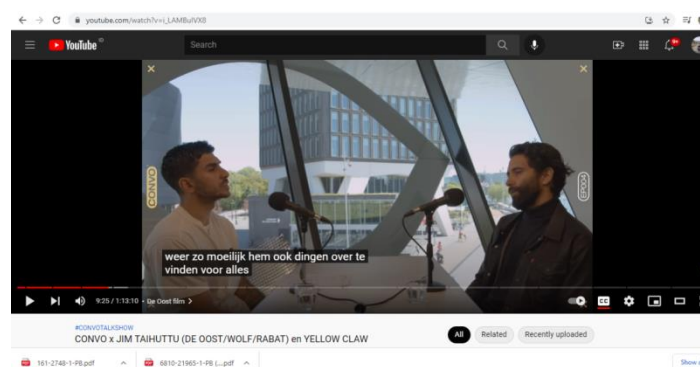 youtube.com/watch?v=i_LAMBulVX8
YouTube
Search
9+
CONVO
EP004
weer zo moeilijk hem ook dingen over te
vinden voor alles
9:25 / 1:13:10 • De Oost film >
CC
#CONVOTALKSHOW
CONVO x JIM TAIHUTTU (DE OOST/WOLF/RABAT) en YELLOW CLAW
All
Related
Recently uploaded
161-2748-1-PB.pdf
6810-21965-1-PB (....pdf
Show